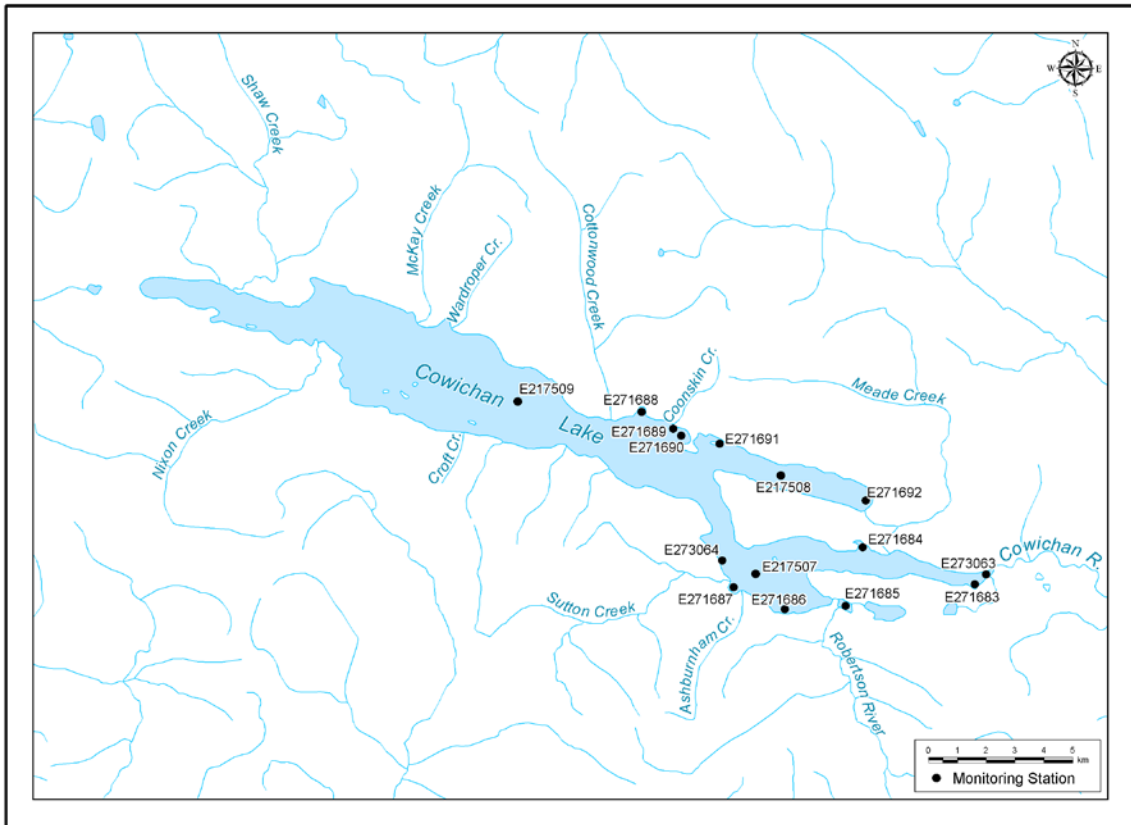 N
W E
S
Shaw Creek
McKay Creek
Wardroper Cr.
Cottonwood Creek
Coonskin Cr.
Meade Creek
Cowichan
Lake
E217509
E271688
E271689
E271690
E271691
E217508
E271692
Nixon Creek
Croft Cr.
E273064
E217507
E271684
E273063
Cowichan R.
E271687
E271686
E271685
E271683
Sutton Creek
Ashburnham Cr.
Robertson River
0 1 2 3 4 5
km
Monitoring Station